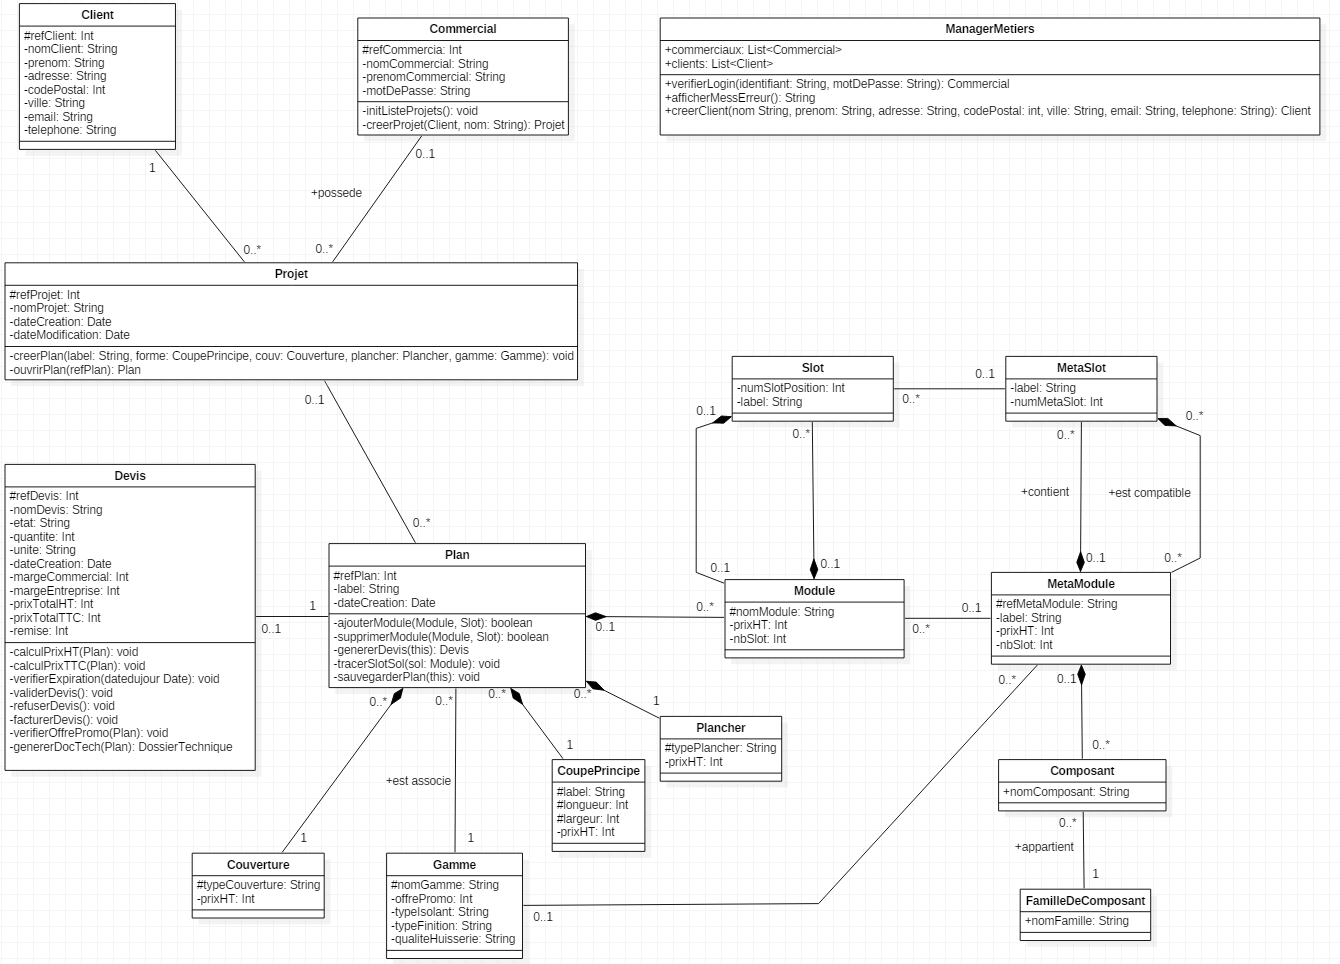 Client
#refClient: Int
-nomClient: String
-prenom: String
-adresse: String
-codePostal: Int
-ville: String
-email: String
-telephone: String
Commercial
#refCommercia: Int
-nomCommercial: String
-prenomCommercial: String
-motDePasse: String
-initListeProjets(): void
-creerProjet(Client, nom: String): Projet
ManagerMetiers
+commerciaux: List<Commercial>
+clients: List<Client>
+verifierLogin(identifiant: String, motDePasse: String): Commercial
+afficherMessErreur(): String
+creerClient(nom String, prenom: String, adresse: String, codePostal: int, ville: String, email: String, telephone: String): Client
1
0..1
+possede
0..*
0..*
Projet
#refProjet: Int
-nomProjet: String
-dateCreation: Date
-dateModification: Date
-creerPlan(label: String, forme: CoupePrincipe, couv: Couverture, plancher: Plancher, gamme: Gamme): void
-ouvrirPlan(refPlan): Plan
0..1
0..*
Slot
-numSlotPosition: Int
-label: String
0..1
0..*
MetaSlot
-label: String
-numMetaSlot: Int
0..1
0..*
0..*
0..*
+contient
+est compatible
0..1
0..1
0..1
0..*
Devis
#refDevis: Int
-nomDevis: String
-etat: String
-quantite: Int
-unite: String
-dateCreation: Date
-margeCommercial: Int
-margeEntreprise: Int
-prixTotalHT: Int
-prixTotalTTC: Int
-remise: Int
-calculPrixHT(Plan): void
-calculPrixTTC(Plan): void
-verifierExpiration(datedujour Date): void
-validerDevis(): void
-refuserDevis(): void
-facturerDevis(): void
-verifierOffrePromo(Plan): void
-genererDocTech(Plan): DossierTechnique
1
0..1
Plan
#refPlan: Int
-label: String
-dateCreation: Date
-ajouterModule(Module, Slot): boolean
-supprimerModule(Module, Slot): boolean
-genererDevis(this): Devis
-tracerSlotSol(sol: Module): void
-sauvegarderPlan(this): void
0..*
0..1
Module
#nomModule: String
-prixHT: Int
-nbSlot: Int
0..1
0..*
MetaModule
#refMetaModule: String
-label: String
-prixHT: Int
-nbSlot: Int
0..*
0..*
0..*
0..*
0..*
0..1
1
Plancher
#typePlancher: String
-prixHT: Int
1
0..*
CoupePrincipe
#label: String
#longueur: Int
#largeur: Int
-prixHT: Int
Composant
+nomComposant: String
+est associe
1
1
0..*
+appartient
1
Couverture
#typeCouverture: String
-prixHT: Int
Gamme
#nomGamme: String
-offrePromo: Int
-typeIsolant: String
-typeFinition: String
-qualiteHuisserie: String
0..1
FamilleDeComposant
+nomFamille: String